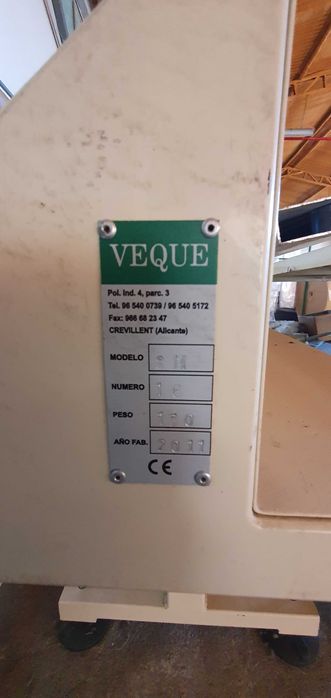 VEQUE
Pol. Ind. 4, parc. 3
Tel. 96 540 0739 / 96 540 5172
Fax: 966 68 23 47
CREVILLENT (Alicante)
MODELO
NUMERO 16
PESO
AÑO FAB. 2011
CE